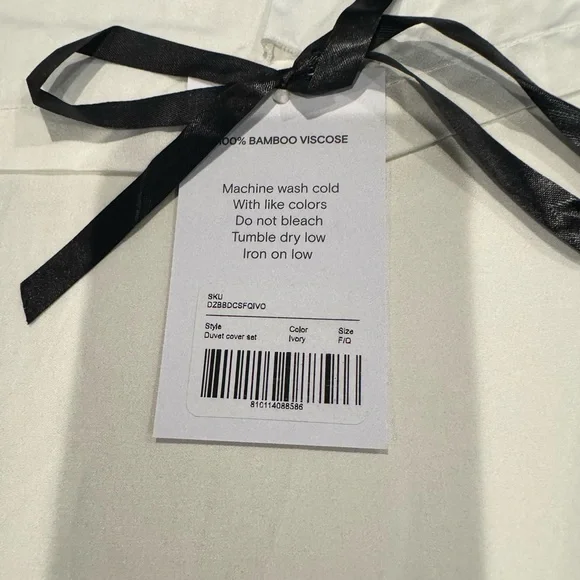 100% BAMBOO VISCOSE
Machine wash cold
With like colors
Do not bleach
Tumble dry low
Iron on low
SKU
DZBBDCSFQIVO
Style Color Size
Duvet cover set Ivory F/Q
810114088586